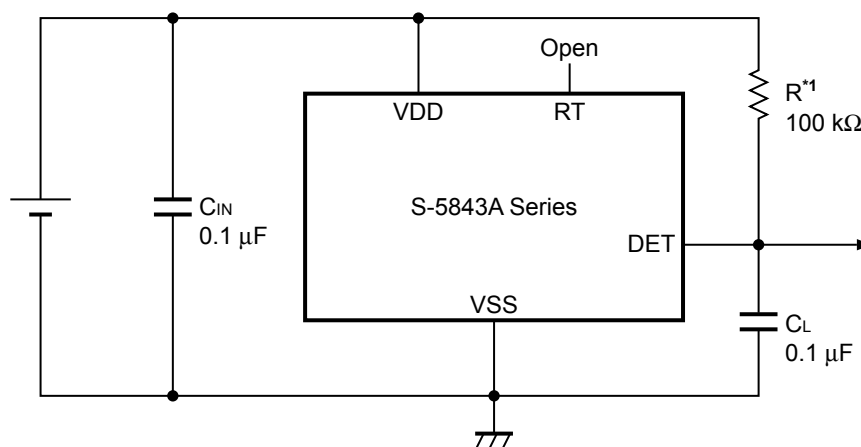 Open
VDD
RT
R*1
100 kΩ
CIN
0.1 μF
S-5843A Series
DET
VSS
CL
0.1 μF